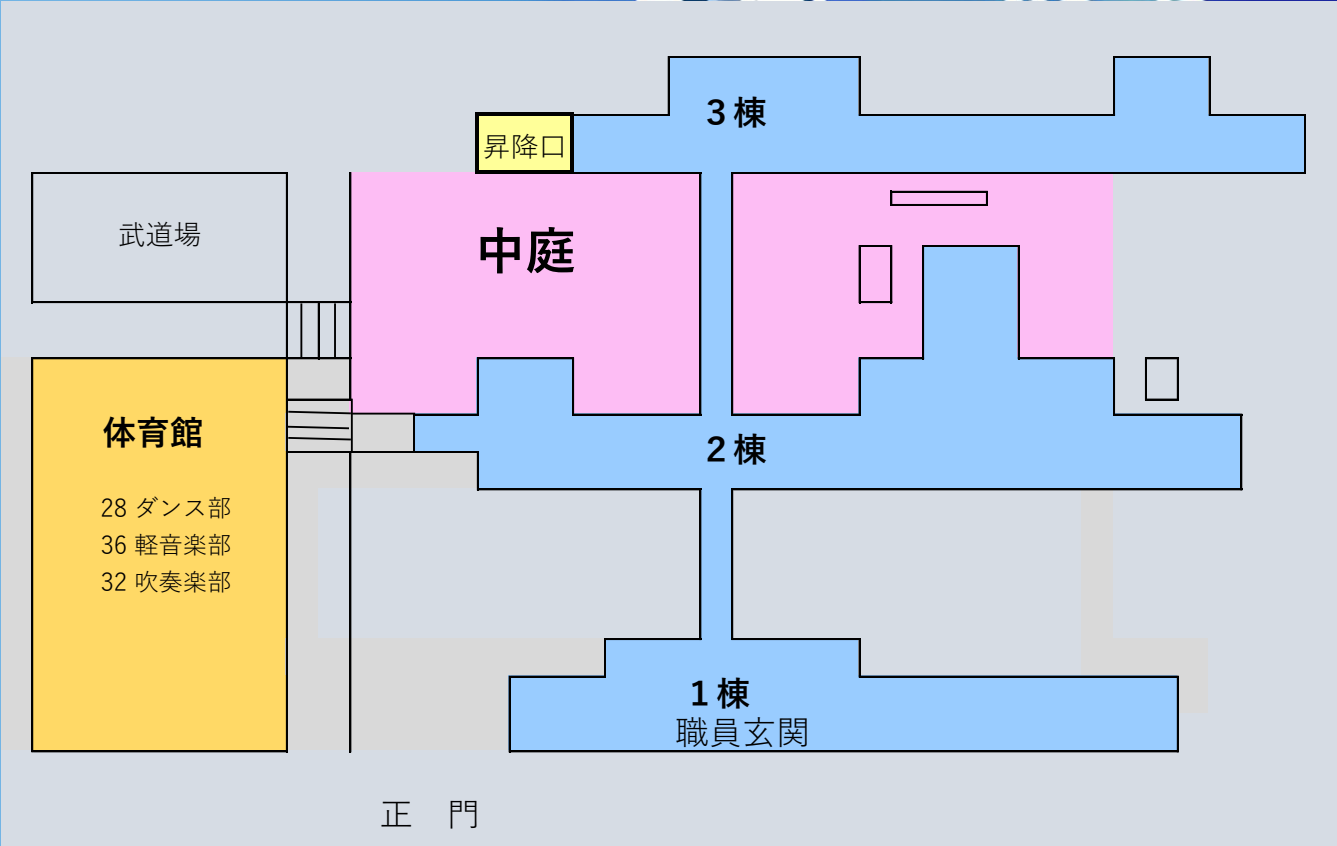 3棟
昇降口
武道場
中庭
体育館
28 ダンス部
36 軽音楽部
32 吹奏楽部
2棟
1棟
職員玄関
正 門